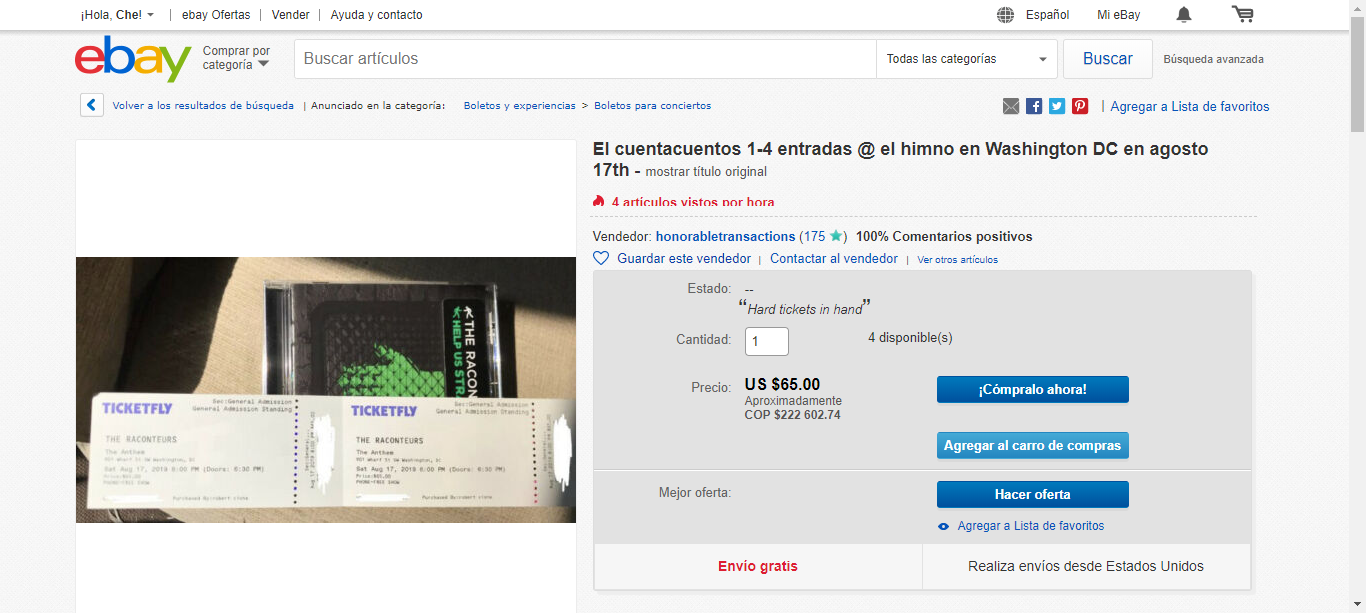 ¡Hola, Che! | ebay Ofertas | Vender | Ayuda y contacto Español Mi eBay
ebay Comprar por categoría Buscar artículos Todas las categorías Buscar Búsqueda avanzada
Volver a los resultados de búsqueda | Anunciado en la categoría: Boletos y experiencias > Boletos para conciertos | Agregar a Lista de favoritos
El cuentacuentos 1-4 entradas @ el himno en Washington DC en agosto
17th - mostrar título original
4 artículos vistos por hora
Vendedor: honorabletransactions (175) 100% Comentarios positivos
Guardar este vendedor | Contactar al vendedor | Ver otros artículos
Estado: --
“Hard tickets in hand”
Cantidad: 1 4 disponible(s)
Precio: US $65.00 ¡Cómpralo ahora!
Aproximadamente
COP $222 602.74
Agregar al carro de compras
Mejor oferta: Hacer oferta
Agregar a Lista de favoritos
Envío gratis Realiza envíos desde Estados Unidos
THE RACON
HELP US STRA
TICKETFLY
Sec:General Admission
General Admission Standing
THE RACONTEURS
The Anthem
Sat Aug 17, 2019 8:00 PM (Doors: 6:30 PM)
PHONE-FREE SHOW
TICKETFLY
Sec:General Admission
General Admission Standing
THE RACONTEURS
The Anthem
Sat Aug 17, 2019 8:00 PM (Doors: 6:30 PM)
PHONE-FREE SHOW